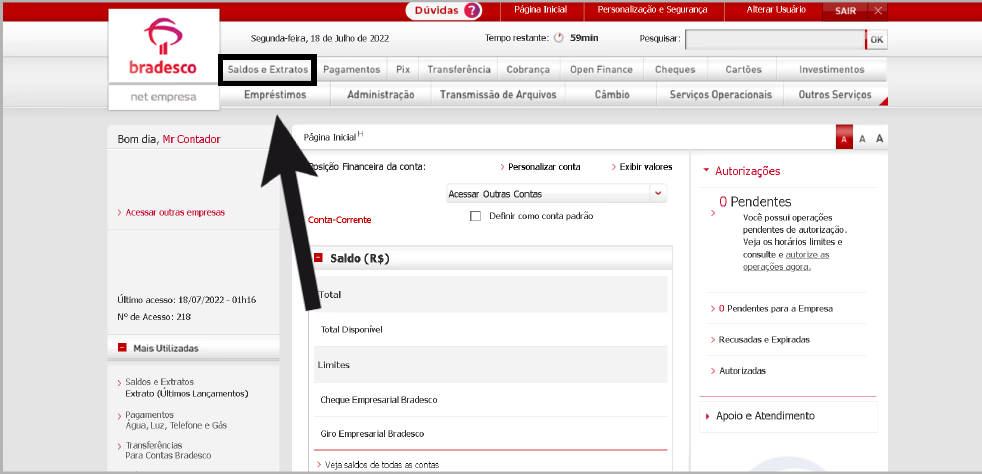 Dúvidas ?
Página Inicial
Personalização e Segurança
Alterar Usuário
SAIR X
bradesco
net empresa
Segunda-feira, 18 de Julho de 2022
Tempo restante: 59min
Pesquisar:
OK
Saldos e Extratos
Pagamentos
Pix
Transferência
Cobrança
Open Finance
Cheques
Cartões
Investimentos
Empréstimos
Administração
Transmissão de Arquivos
Câmbio
Serviços Operacionais
Outros Serviços
Bom dia, Mr Contador
Acessar outras empresas
Último acesso: 18/07/2022 - 01h16
Nº de Acesso: 218
Mais Utilizadas
Saldos e Extratos
Extrato (Últimos Lançamentos)
Pagamentos
Água, Luz, Telefone e Gás
Transferências
Para Contas Bradesco
Página Inicial H
A A A
Posição Financeira da conta:
Personalizar conta
Exibir valores
Acessar Outras Contas
Conta-Corrente
Definir como conta padrão
Saldo (R$)
Total
Total Disponível
Limites
Cheque Empresarial Bradesco
Giro Empresarial Bradesco
Veja saldos de todas as contas
Autorizações
0 Pendentes
Você possui operações
pendentes de autorização.
Veja os horários limites e
consulte e autorize as
operações agora.
0 Pendentes para a Empresa
Recusadas e Expiradas
Autorizadas
Apoio e Atendimento